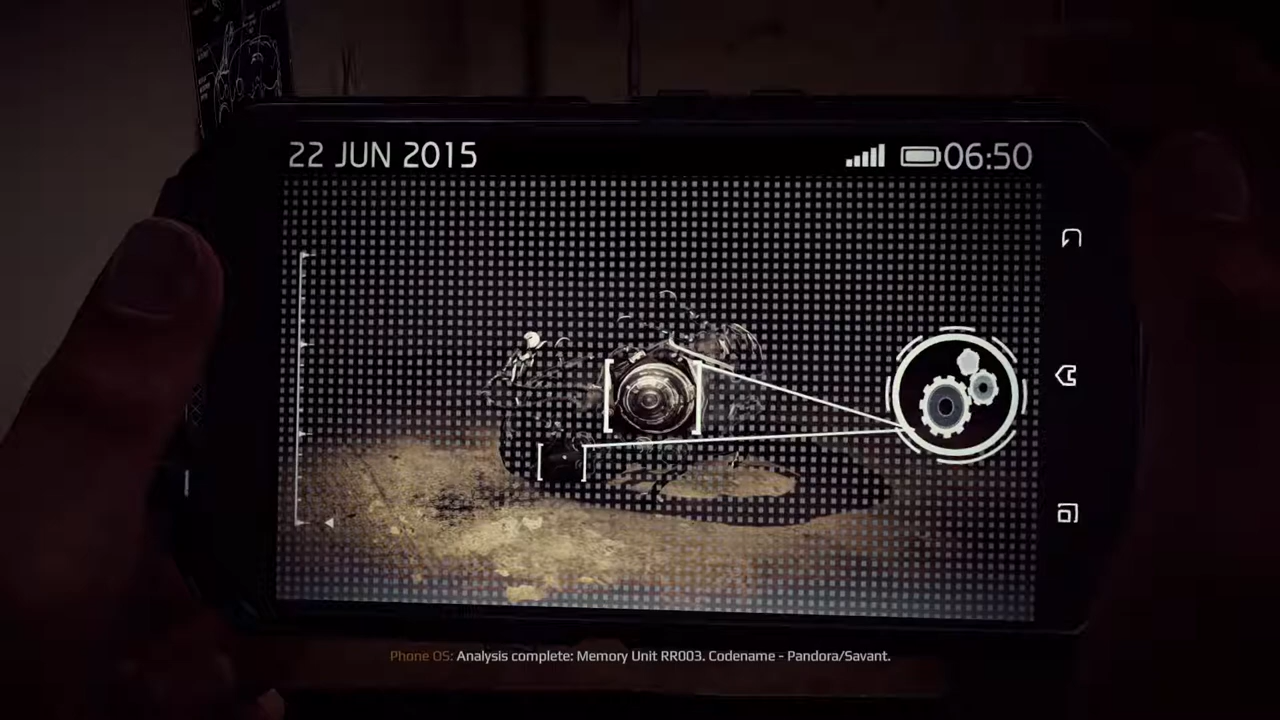 22 JUN 2015
06:50
Phone OS: Analysis complete: Memory Unit RR003. Codename - Pandora/Savant.